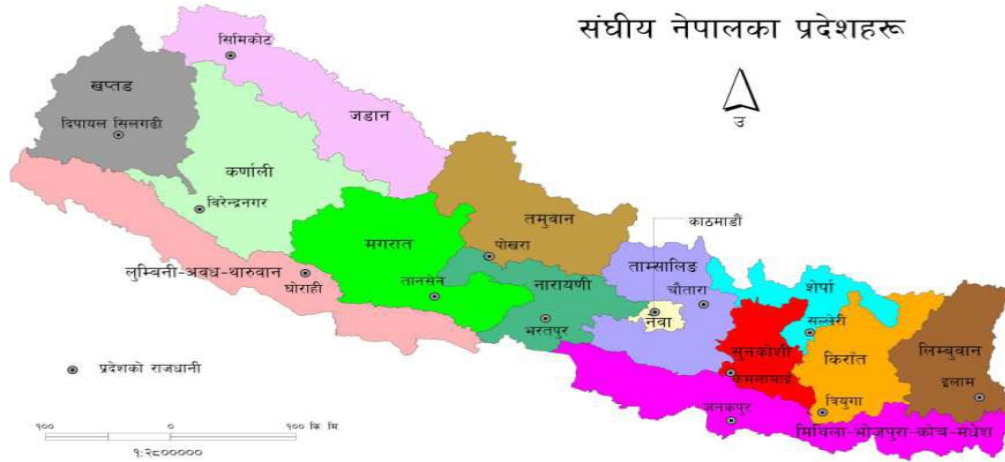 संघीय नेपालका प्रदेशहरू
उ
सिमिकोट
खप्तड
जडान
दिपायल सिलगढी
कर्णाली
बिरेन्द्रनगर
तमुवान
काठमाडौ
मगरात
पोखरा
ताम्सालिङ
लुम्बिनी-अवध-थारुवान
घोराही
तानसेन
नारायणी
चौतारा
शेर्पा
भरतपुर
नेवा
सल्लेरी
सुनकोशी
किराँत
लिम्बुवान
कमलामाई
इलाम
प्रदेशको राजधानी
जनकपुर
त्रियुगा
मिथिला-भोजपुरा-कोच-मधेश
१०० ० १०० कि मि
१:२८०००००